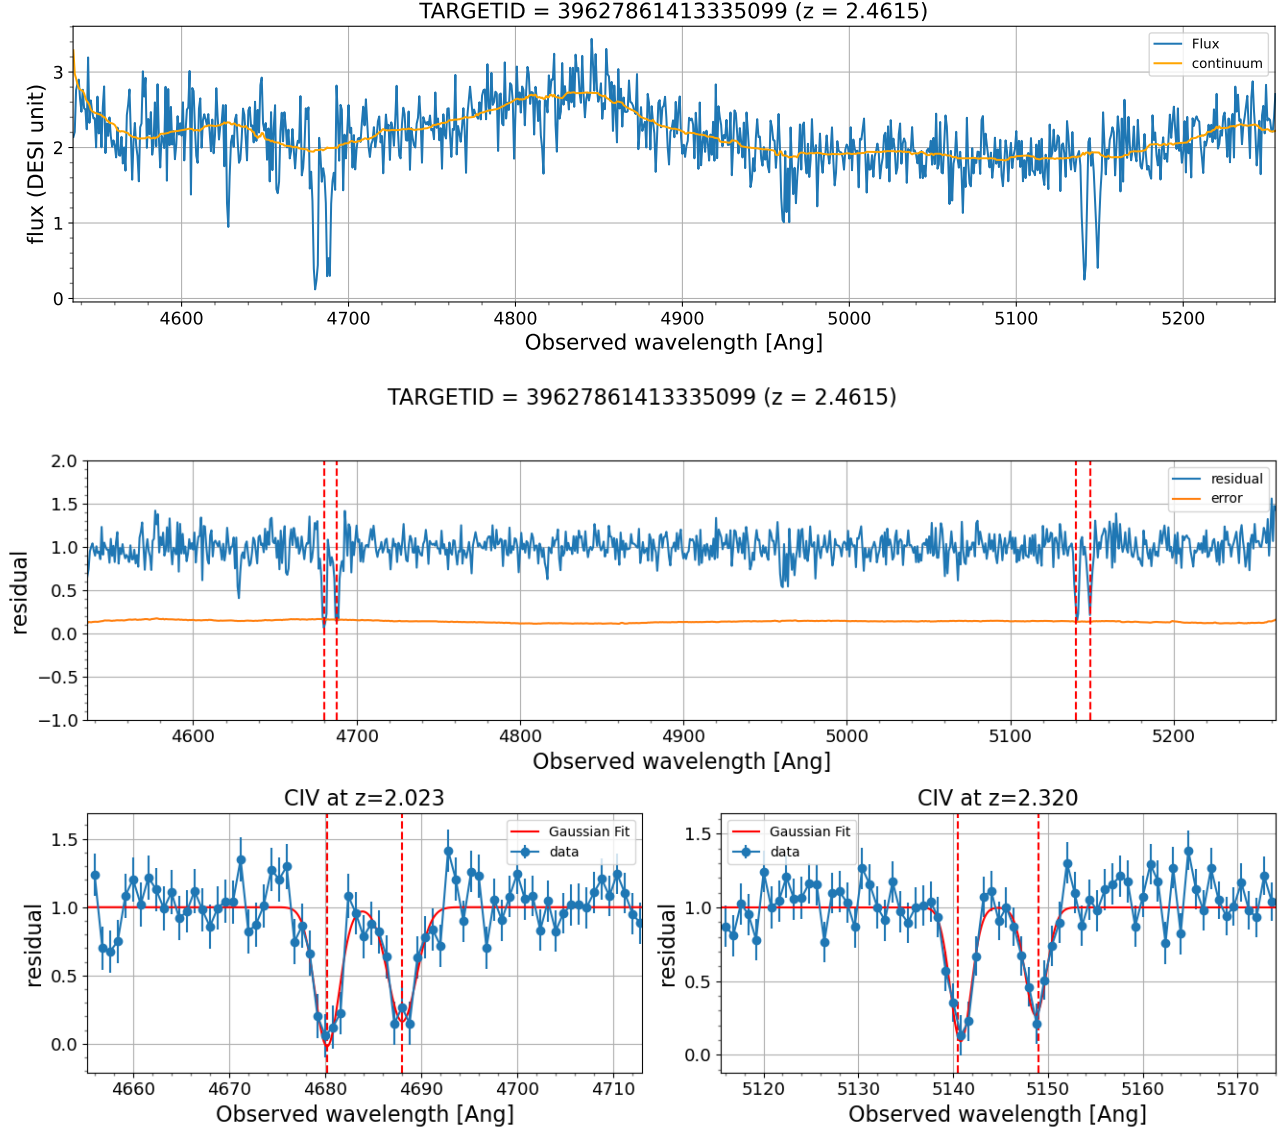 TARGETID = 39627861413335099 (z = 2.4615)
Flux
continuum
flux (DESI unit)
3
2
1
0
4600 4700 4800 4900 5000 5100 5200
Observed wavelength [Ang]
TARGETID = 39627861413335099 (z = 2.4615)
residual
error
residual
2.0
1.5
1.0
0.5
0.0
−0.5
−1.0
4600 4700 4800 4900 5000 5100 5200
Observed wavelength [Ang]
CIV at z=2.023
Gaussian Fit
data
residual
1.5
1.0
0.5
0.0
4660 4670 4680 4690 4700 4710
Observed wavelength [Ang]
CIV at z=2.320
Gaussian Fit
data
residual
1.5
1.0
0.5
0.0
5120 5130 5140 5150 5160 5170
Observed wavelength [Ang]